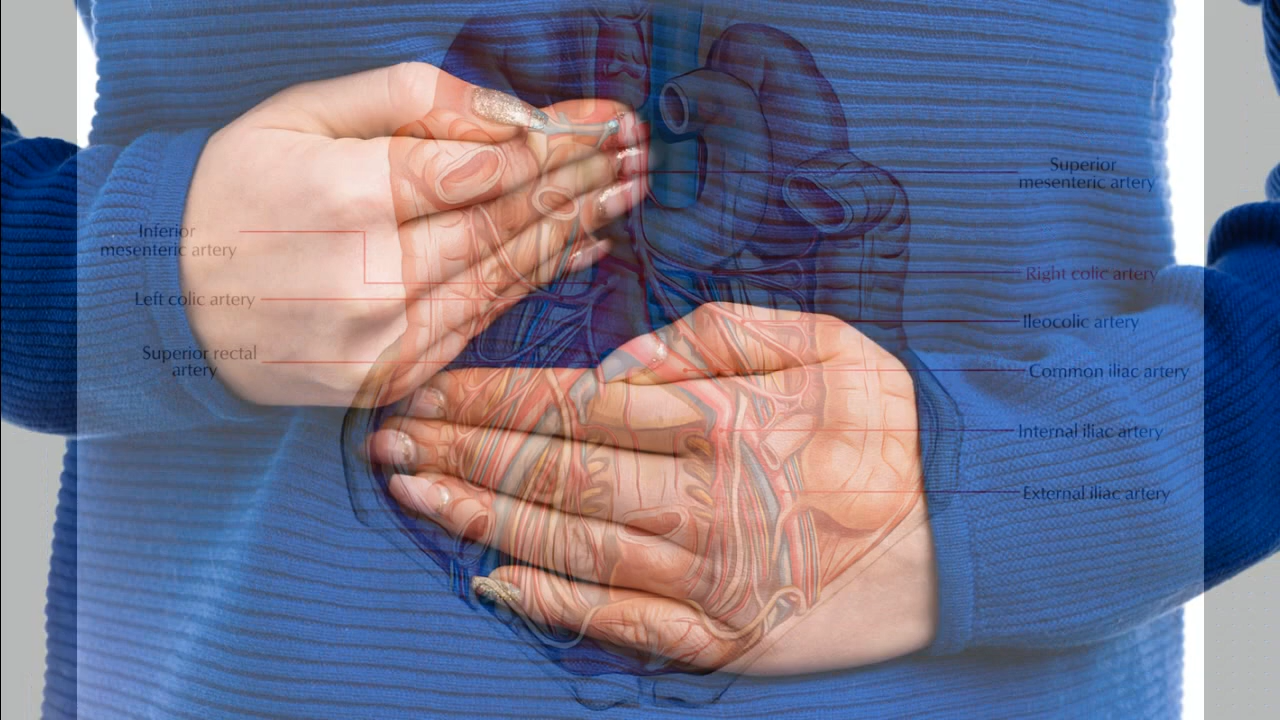 Inferior
mesenteric artery
Left colic artery
Superior rectal
artery
Superior
mesenteric artery
Right colic artery
Ileocolic artery
Common iliac artery
Internal iliac artery
External iliac artery